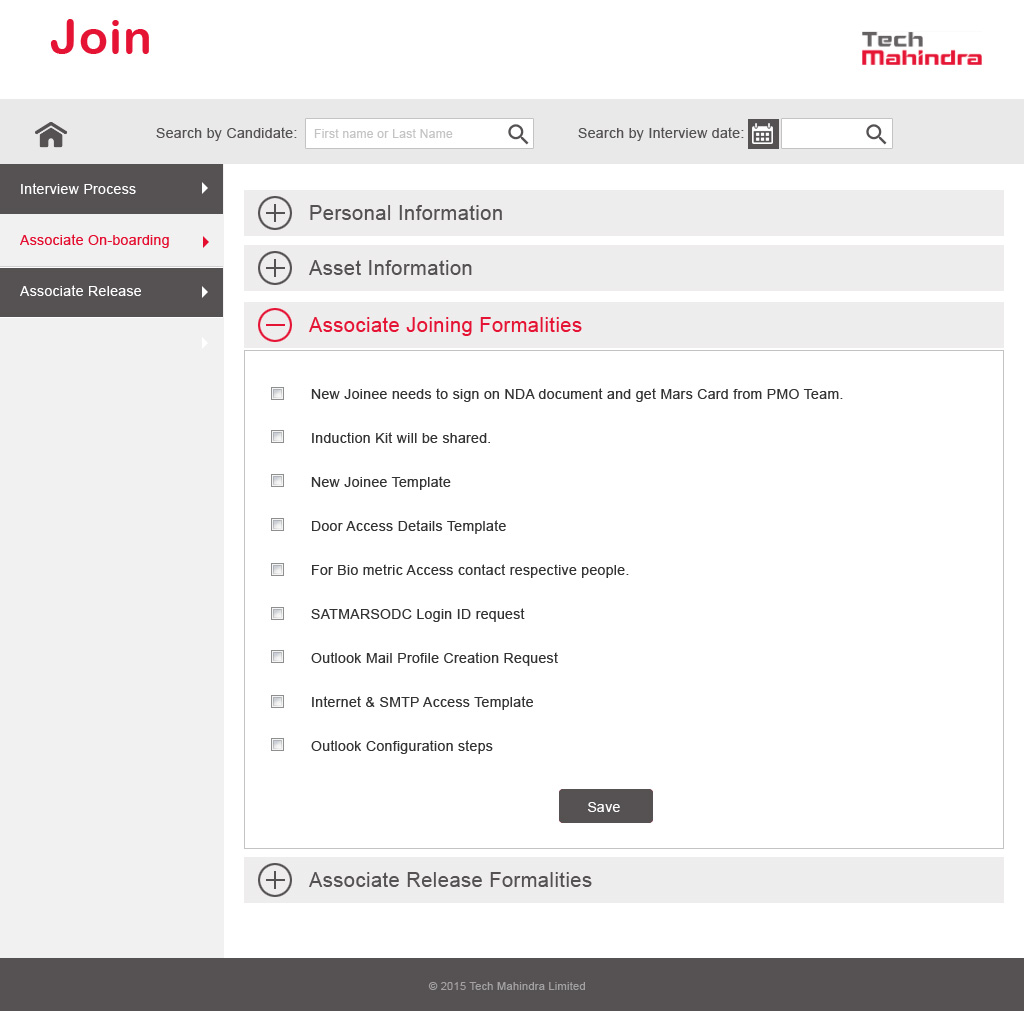 Join
Tech
Mahindra
Search by Candidate: First name or Last Name Search by Interview date:
Interview Process
Associate On-boarding
Associate Release
Personal Information
Asset Information
Associate Joining Formalities
New Joinee needs to sign on NDA document and get Mars Card from PMO Team.
Induction Kit will be shared.
New Joinee Template
Door Access Details Template
For Bio metric Access contact respective people.
SATMARSODC Login ID request
Outlook Mail Profile Creation Request
Internet & SMTP Access Template
Outlook Configuration steps
Save
Associate Release Formalities
© 2015 Tech Mahindra Limited